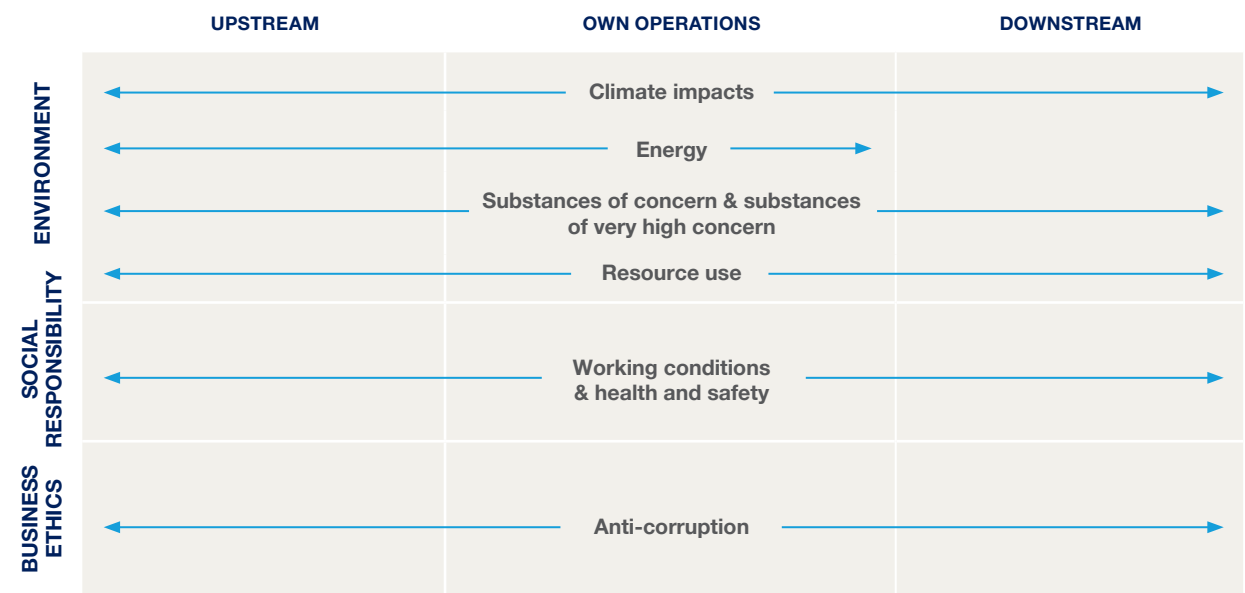 UPSTREAM
OWN OPERATIONS
DOWNSTREAM
ENVIRONMENT
Climate impacts
Energy
Substances of concern & substances
of very high concern
Resource use
SOCIAL
RESPONSIBILITY
Working conditions
& health and safety
BUSINESS
ETHICS
Anti-corruption